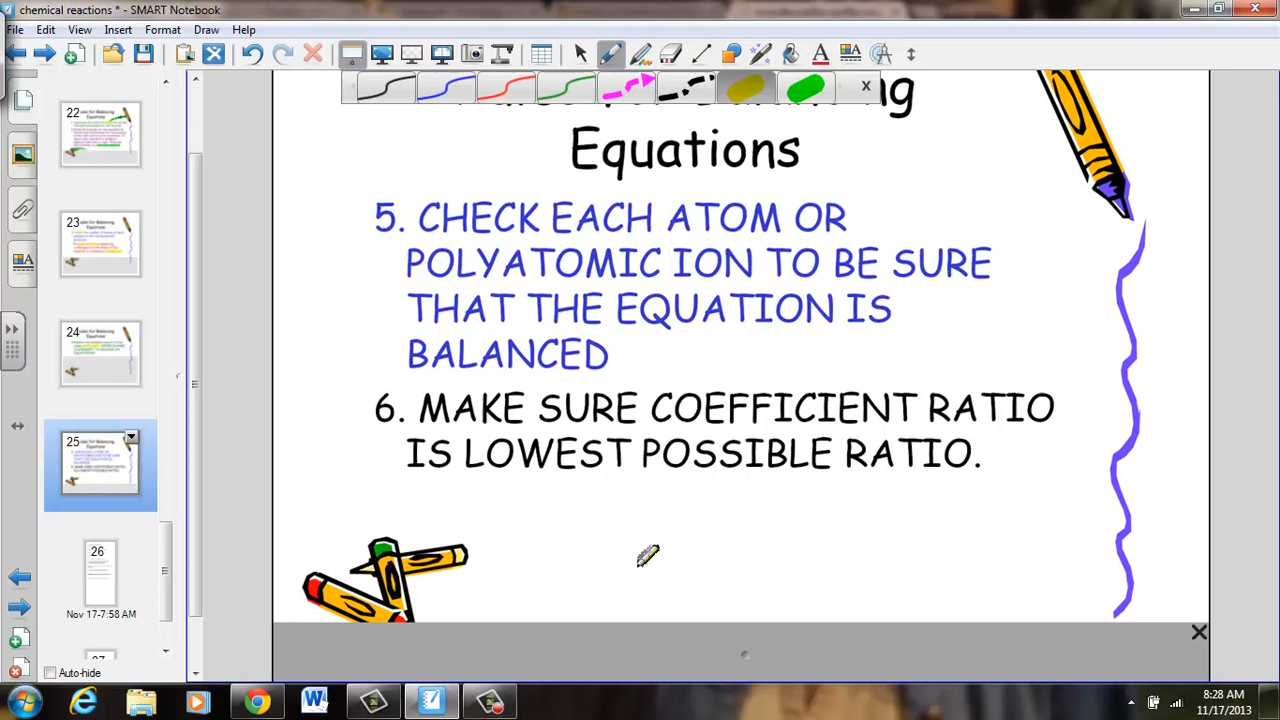 chemical reactions * - SMART Notebook
File Edit View Insert Format Draw Help
ng
Equations
5. CHECK EACH ATOM OR
POLYATOMIC ION TO BE SURE
THAT THE EQUATION IS
BALANCED
6. MAKE SURE COEFFICIENT RATIO
IS LOWEST POSSIBLE RATIO.
22
23
24
25
26
Nov 17-7:58 AM
Auto-hide
8:28 AM
11/17/2013